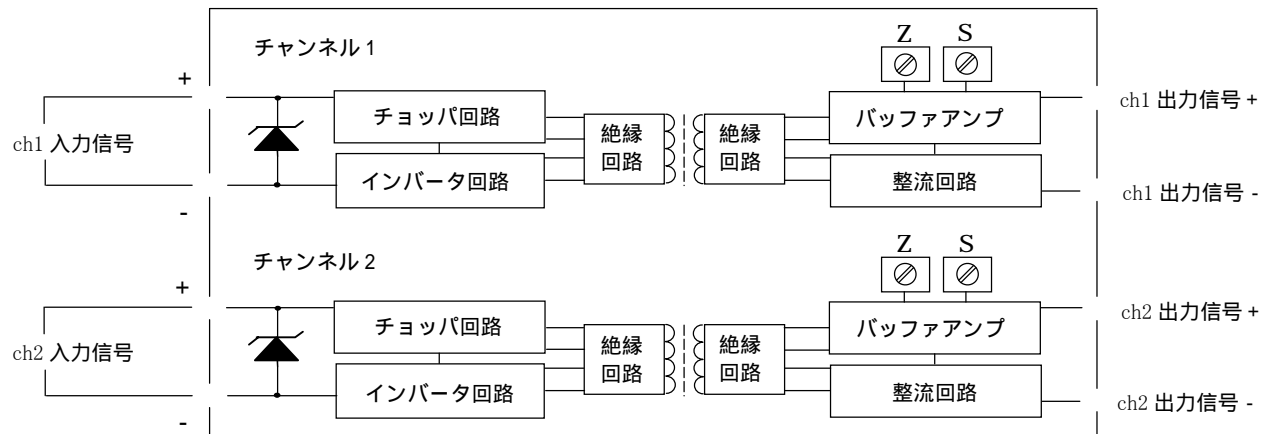 チャンネル 1
Z S
+
ch1 入力信号
-
チョッパ回路
インバータ回路
絶縁
回路
絶縁
回路
バッファアンプ
整流回路
ch1 出力信号 +
ch1 出力信号 -
チャンネル 2
Z S
+
ch2 入力信号
-
チョッパ回路
インバータ回路
絶縁
回路
絶縁
回路
バッファアンプ
整流回路
ch2 出力信号 +
ch2 出力信号 -